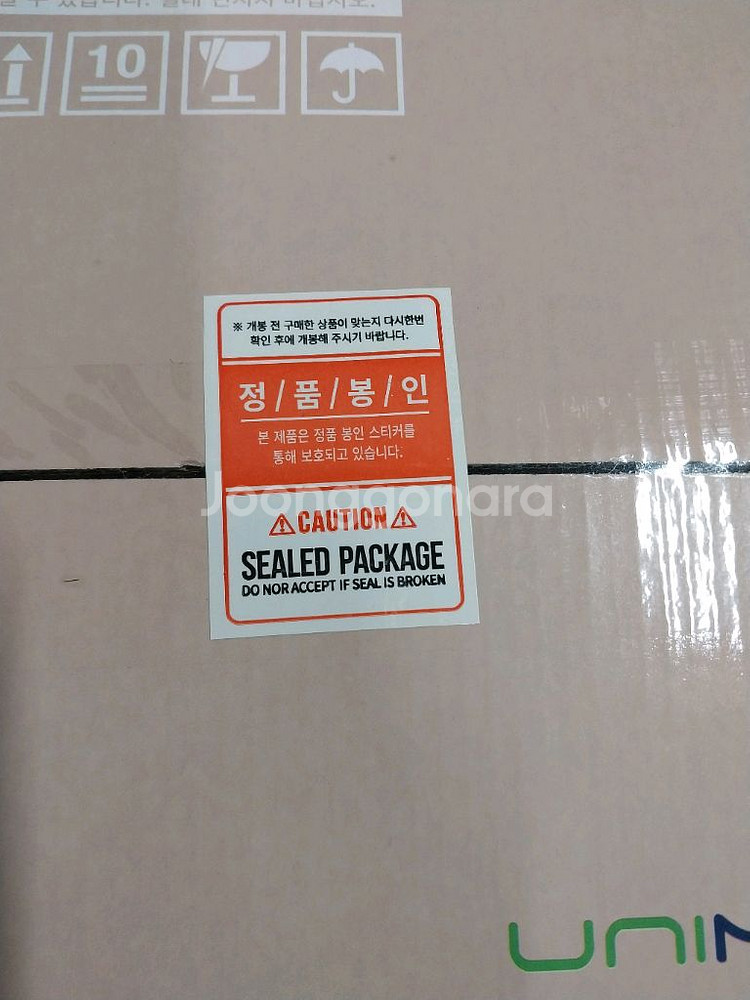 10
※ 개봉 전 구매한 상품이 맞는지 다시한번
확인 후에 개봉해 주시기 바랍니다.
정/품/봉/인
본 제품은 정품 봉인 스티커를
통해 보호되고 있습니다.
Joonggonara
CAUTION
SEALED PACKAGE
DO NOR ACCEPT IF SEAL IS BROKEN
UNI